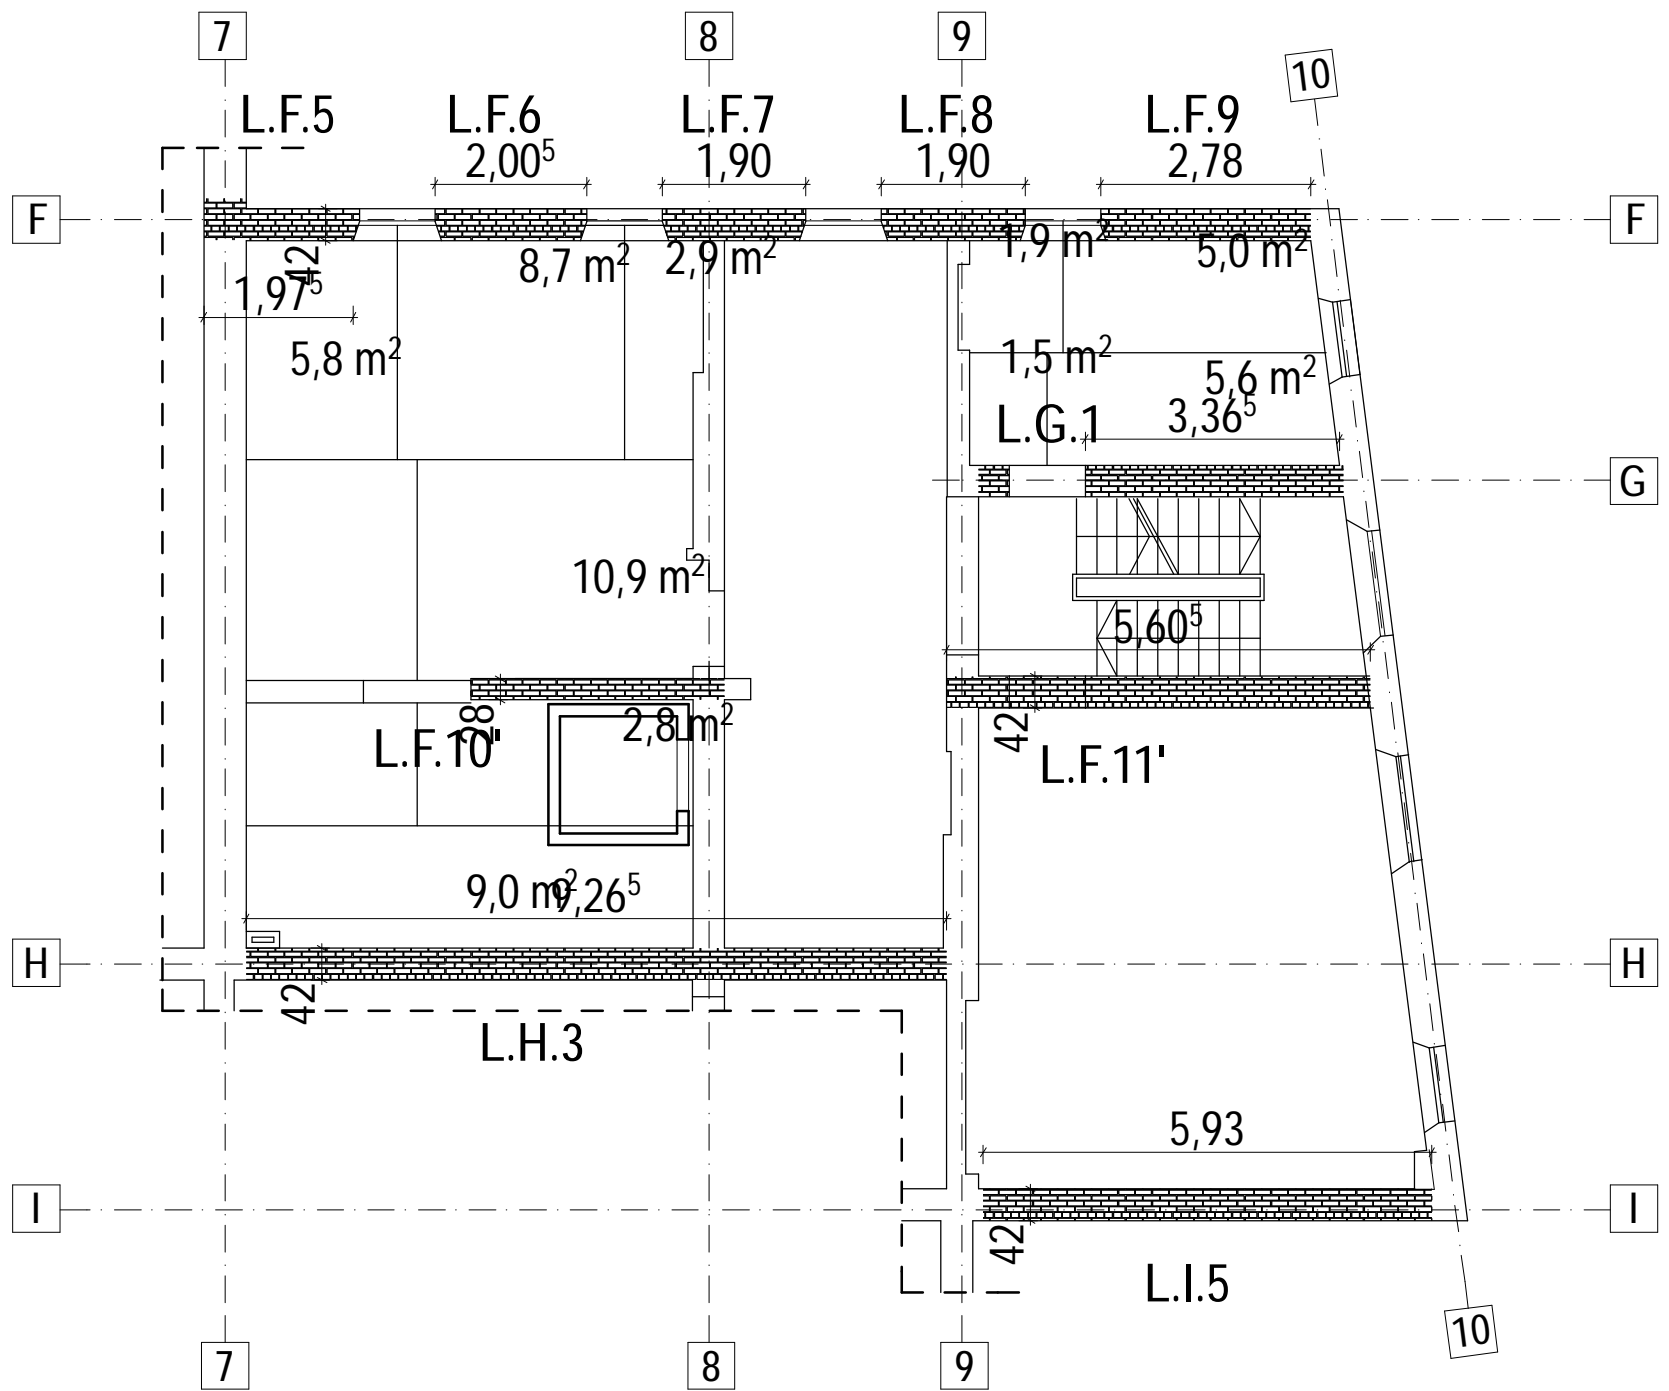 7
8
9
10
L.F.5
L.F.6
L.F.7
L.F.8
L.F.9
2,00⁵
1,90
1,90
2,78
F
F
42
8,7 m²
2,9 m²
1,9 m²
5,0 m²
1,97⁵
5,8 m²
1,5 m²
5,6 m²
L.G.1
3,36⁵
G
10,9 m²
5,60⁵
28
2,8 m²
42
L.F.10'
L.F.11'
9,0 m²
9,26⁵
H
H
42
L.H.3
5,93
I
I
42
L.I.5
7
8
9
10